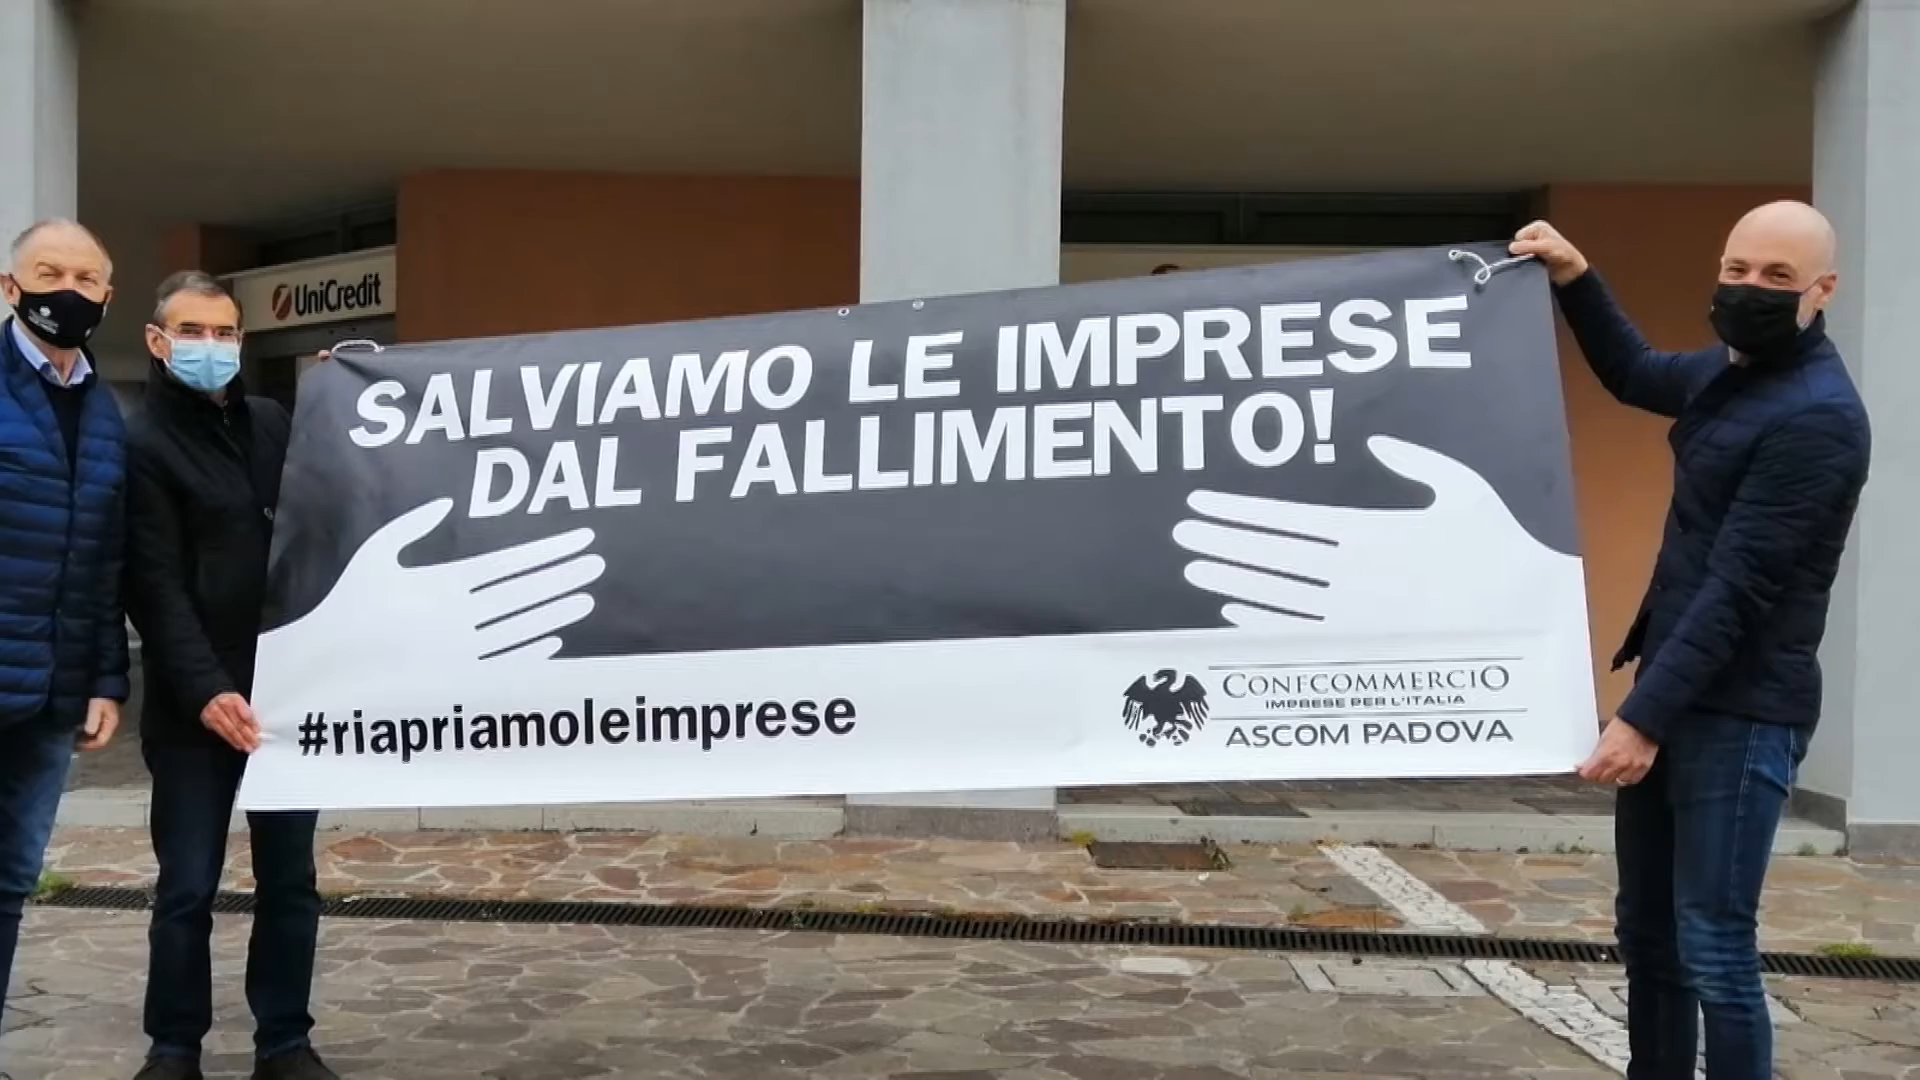 UniCredit
SALVIAMO LE IMPRESE
DAL FALLIMENTO!
#riapriamoleimprese
CONFCOMMERCIO
IMPRESE PER L'ITALIA
ASCOM PADOVA